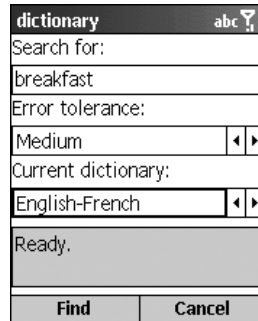 dictionary abc
Search for:
breakfast
Error tolerance:
Medium
Current dictionary:
English-French
Ready.
Find Cancel